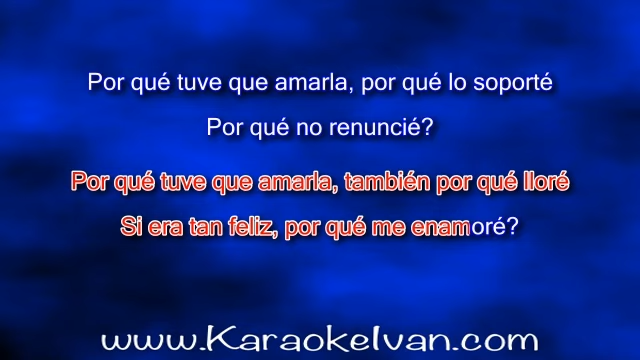 Por qué tuve que amarla, por qué lo soporté
Por qué no renuncié?
Por qué tuve que amarla, también por qué lloré
Si era tan feliz, por qué me enamoré?
www.KaraokeIvan.com